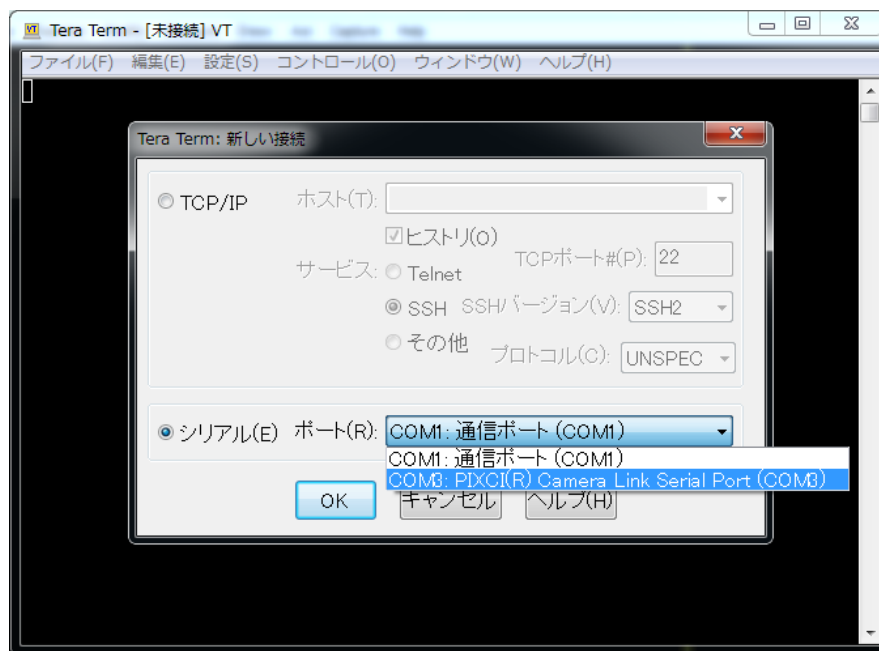 Tera Term - [未接続] VT
ファイル(F) 編集(E) 設定(S) コントロール(O) ウィンドウ(W) ヘルプ(H)
Tera Term: 新しい接続
TCP/IP ホスト(T):
ヒストリ(O)
サービス: Telnet TCPポート#(P): 22
SSH SSHバージョン(V): SSH2
その他 プロトコル(C): UNSPEC
シリアル(E) ポート(R): COM1: 通信ポート (COM1)
COM1: 通信ポート (COM1)
COM3: PIXCI(R) Camera Link Serial Port (COM3)
OK キャンセル ヘルプ(H)